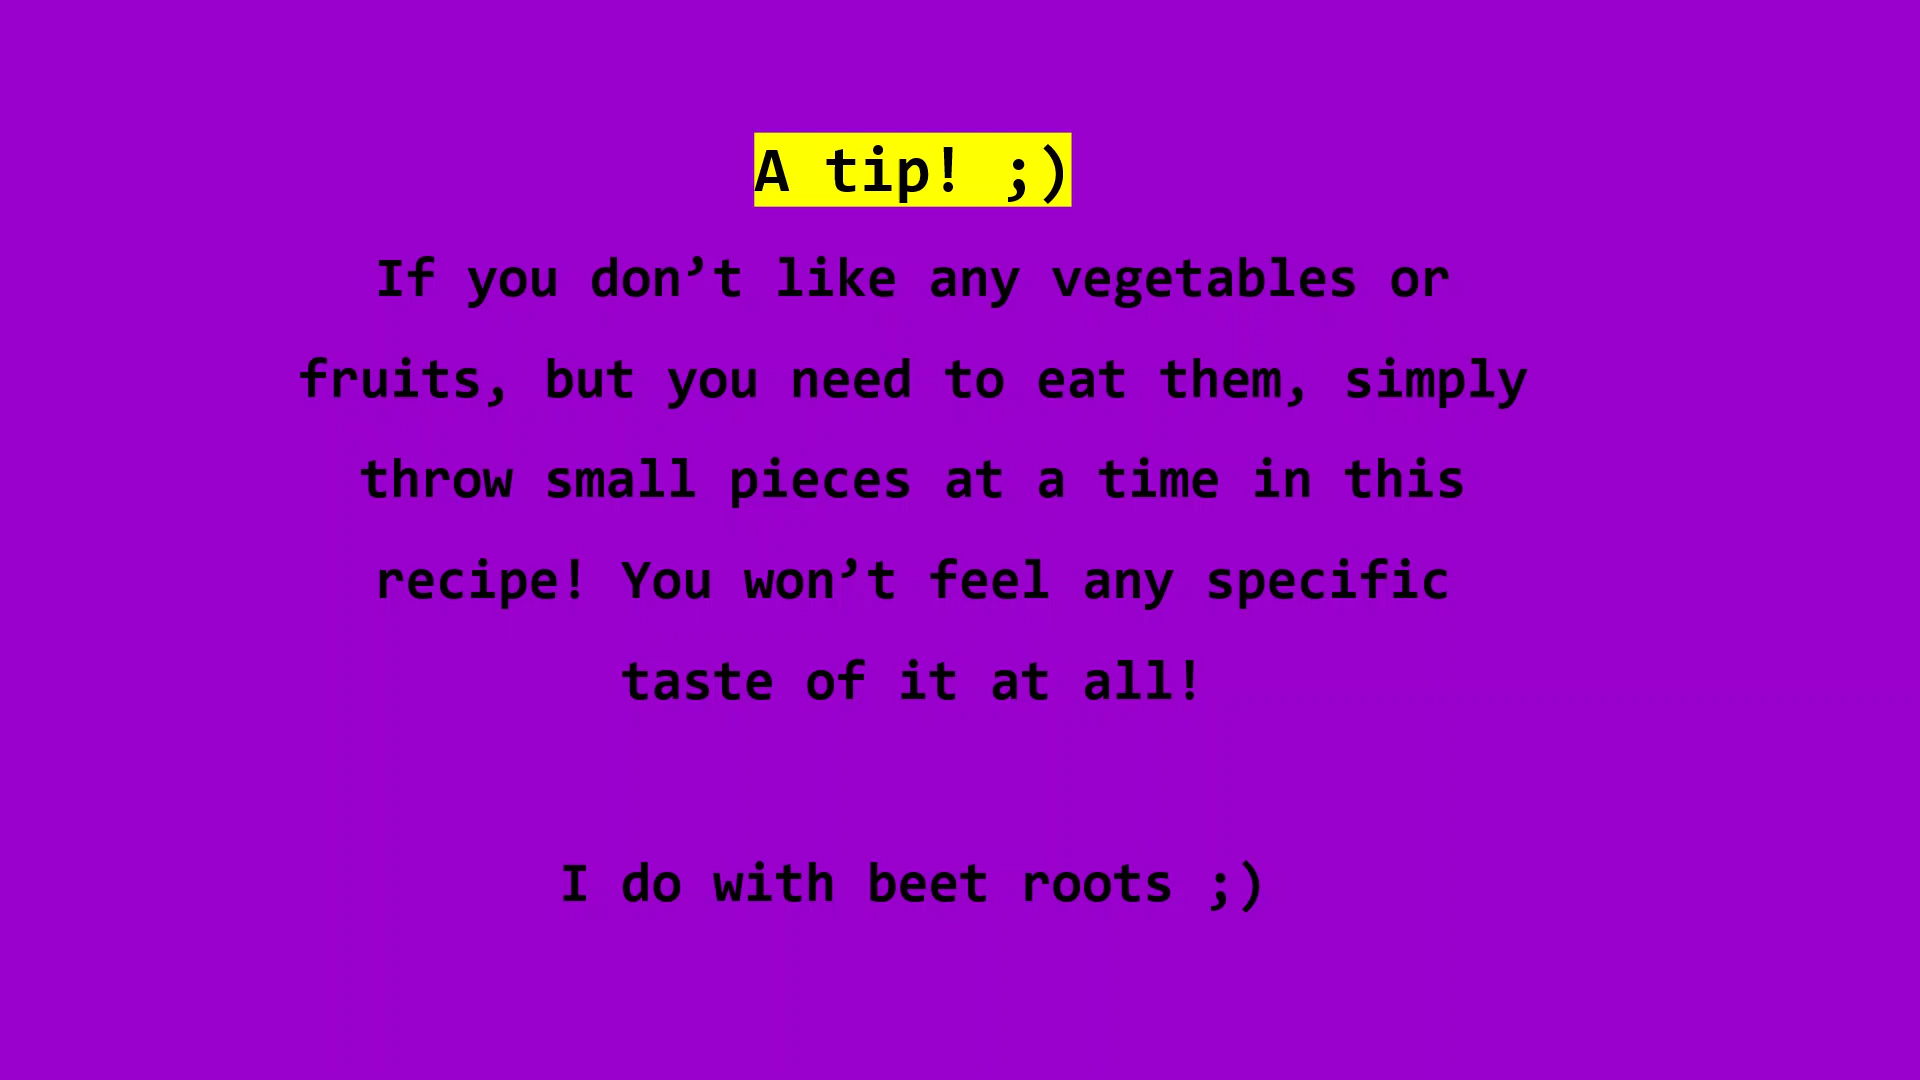 A tip! ;)
If you don’t like any vegetables or
fruits, but you need to eat them, simply
throw small pieces at a time in this
recipe! You won’t feel any specific
taste of it at all!
I do with beet roots ;)